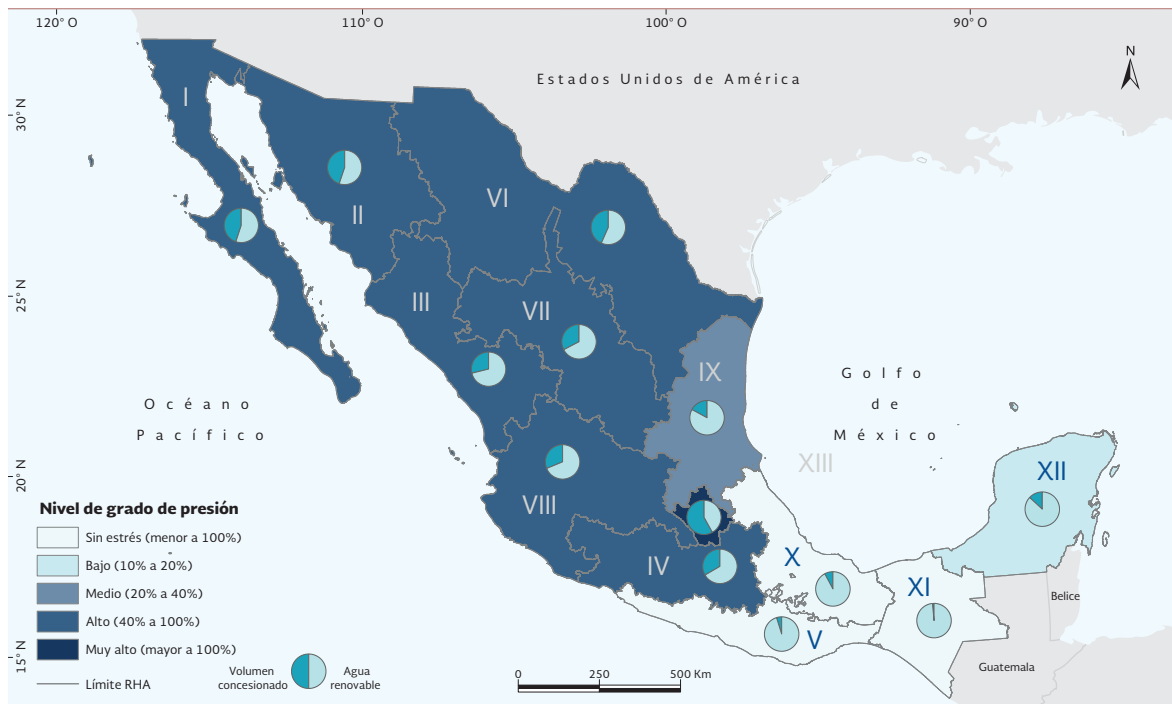 120° O
110° O
100° O
90° O
N
Estados Unidos de América
30° N
I
VI
II
25° N
III
VII
IX
Golfo
de
México
Océano
Pacífico
XIII
XII
20° N
VIII
IV
X
XI
V
Belice
Guatemala
15° N
Nivel de grado de presión
Sin estrés (menor a 100%)
Bajo (10% a 20%)
Medio (20% a 40%)
Alto (40% a 100%)
Muy alto (mayor a 100%)
Límite RHA
Volumen
concesionado
Agua
renovable
0
250
500 Km